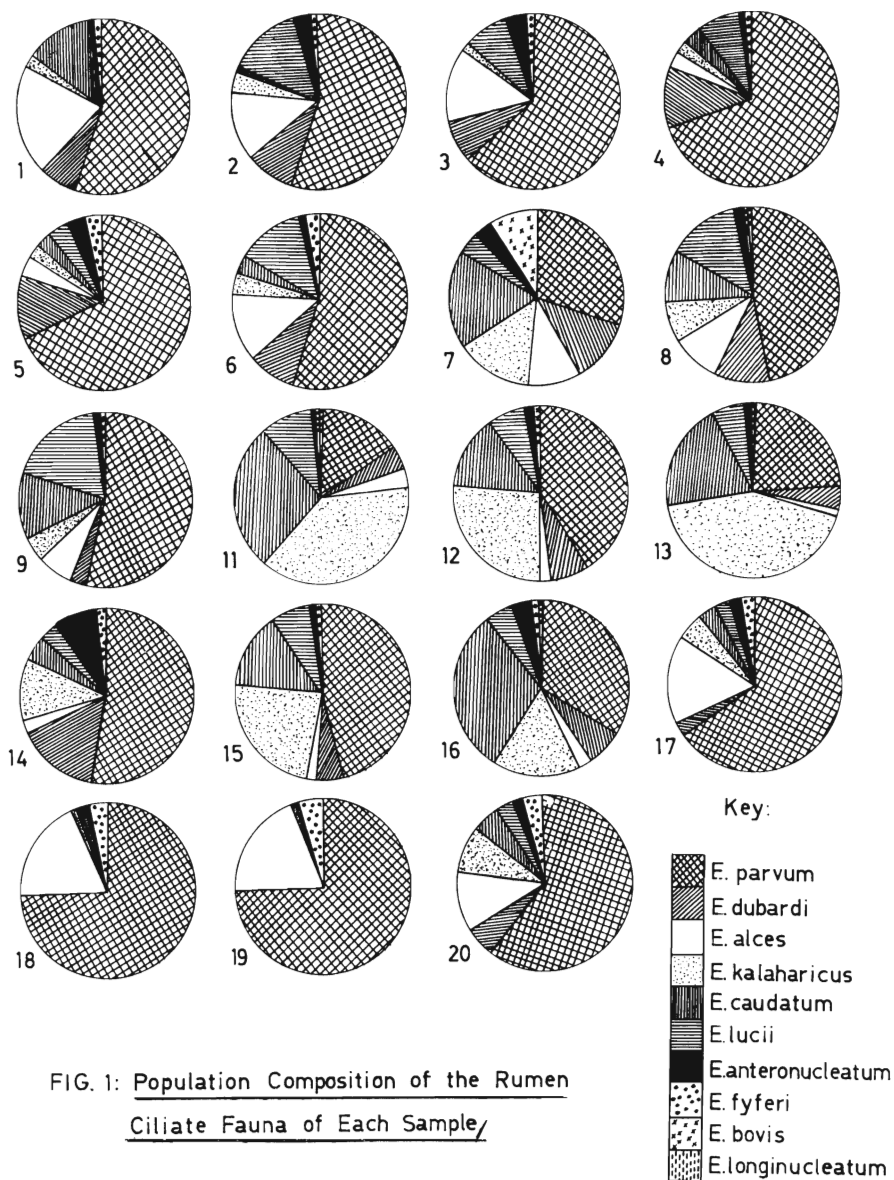 1
2
3
4
5
6
7
8
9
11
12
13
14
15
16
17
18
19
20
Key:
E. parvum
E. dubardi
E. alces
E. kalaharicus
E. caudatum
E. lucii
E. anteronucleatum
E. fyferi
E. bovis
E. longinucleatum
FIG. 1: Population Composition of the Rumen
Ciliate Fauna of Each Sample/